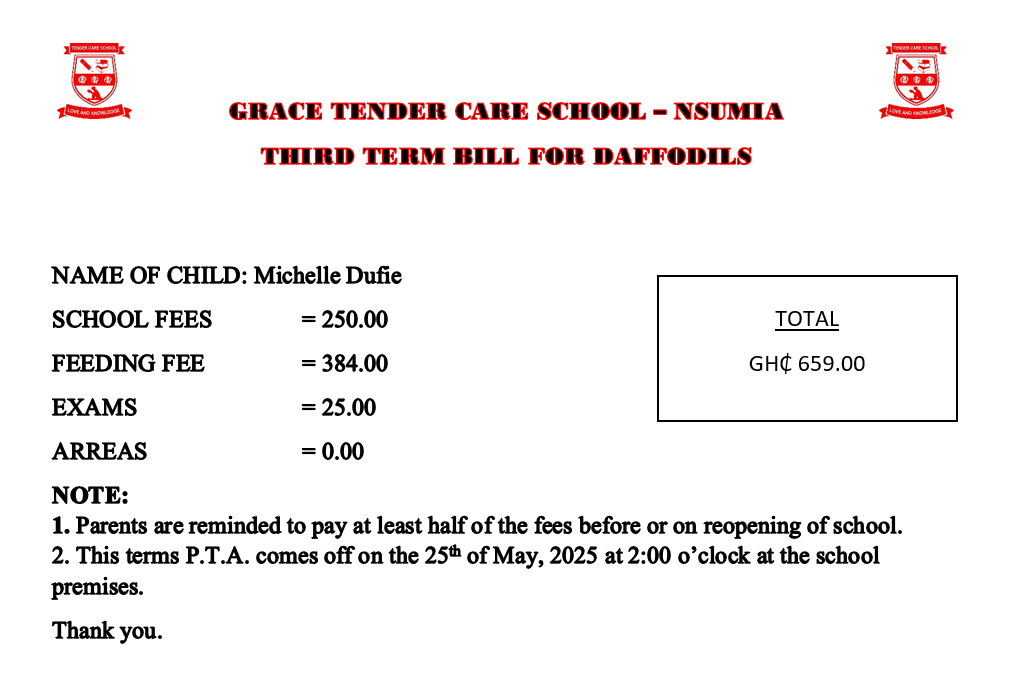 TENDER CARE SCHOOL
LOVE AND KNOWLEDGE
TENDER CARE SCHOOL
LOVE AND KNOWLEDGE
GRACE TENDER CARE SCHOOL – NSUMIA
THIRD TERM BILL FOR DAFFODILS
NAME OF CHILD: Michelle Dufie
SCHOOL FEES = 250.00
FEEDING FEE = 384.00
EXAMS = 25.00
ARREAS = 0.00
TOTAL
GH₵ 659.00
NOTE:
1. Parents are reminded to pay at least half of the fees before or on reopening of school.
2. This terms P.T.A. comes off on the 25th of May, 2025 at 2:00 o’clock at the school
premises.
Thank you.